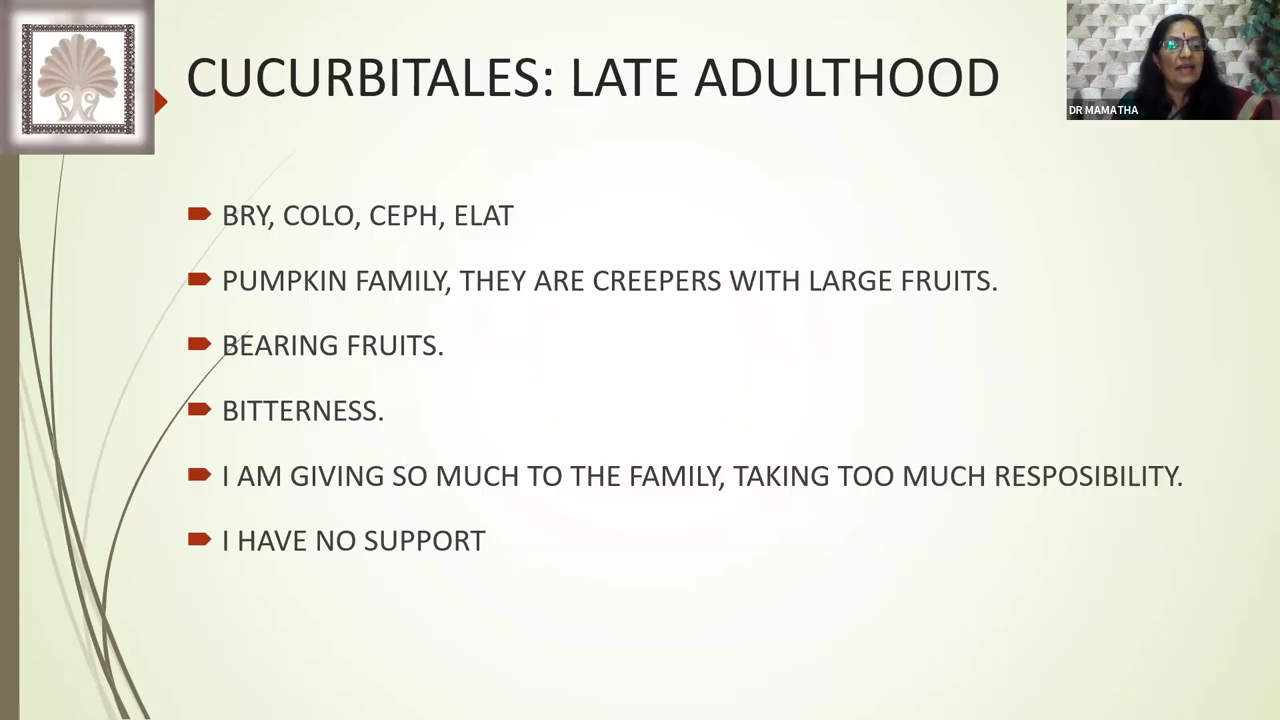 CUCURBITALES: LATE ADULTHOOD
DR MAMATHA
BRY, COLO, CEPH, ELAT
PUMPKIN FAMILY, THEY ARE CREEPERS WITH LARGE FRUITS.
BEARING FRUITS.
BITTERNESS.
I AM GIVING SO MUCH TO THE FAMILY, TAKING TOO MUCH RESPOSIBILITY.
I HAVE NO SUPPORT